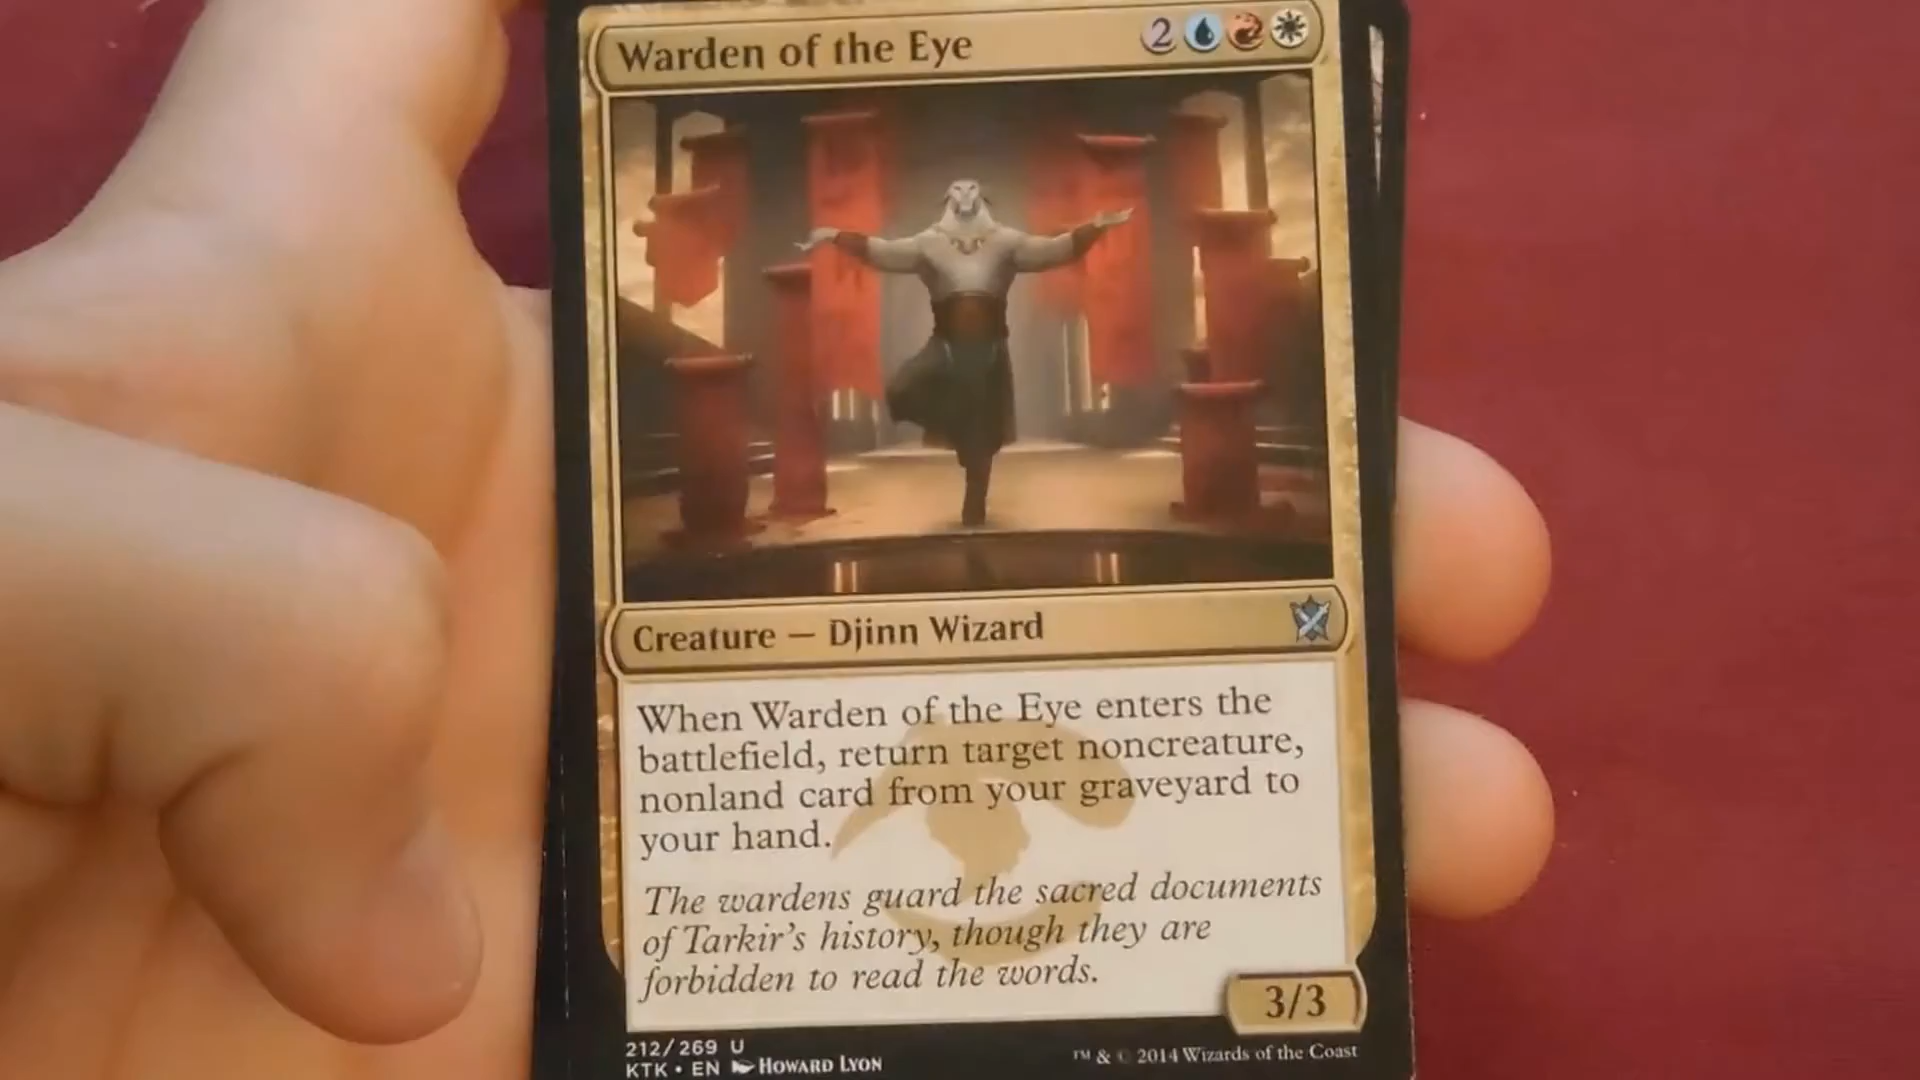 Warden of the Eye 2
Creature — Djinn Wizard
When Warden of the Eye enters the
battlefield, return target noncreature,
nonland card from your graveyard to
your hand.
The wardens guard the sacred documents
of Tarkir's history, though they are
forbidden to read the words.
3/3
212/269 U
KTK • EN Howard Lyon
™ & © 2014 Wizards of the Coast